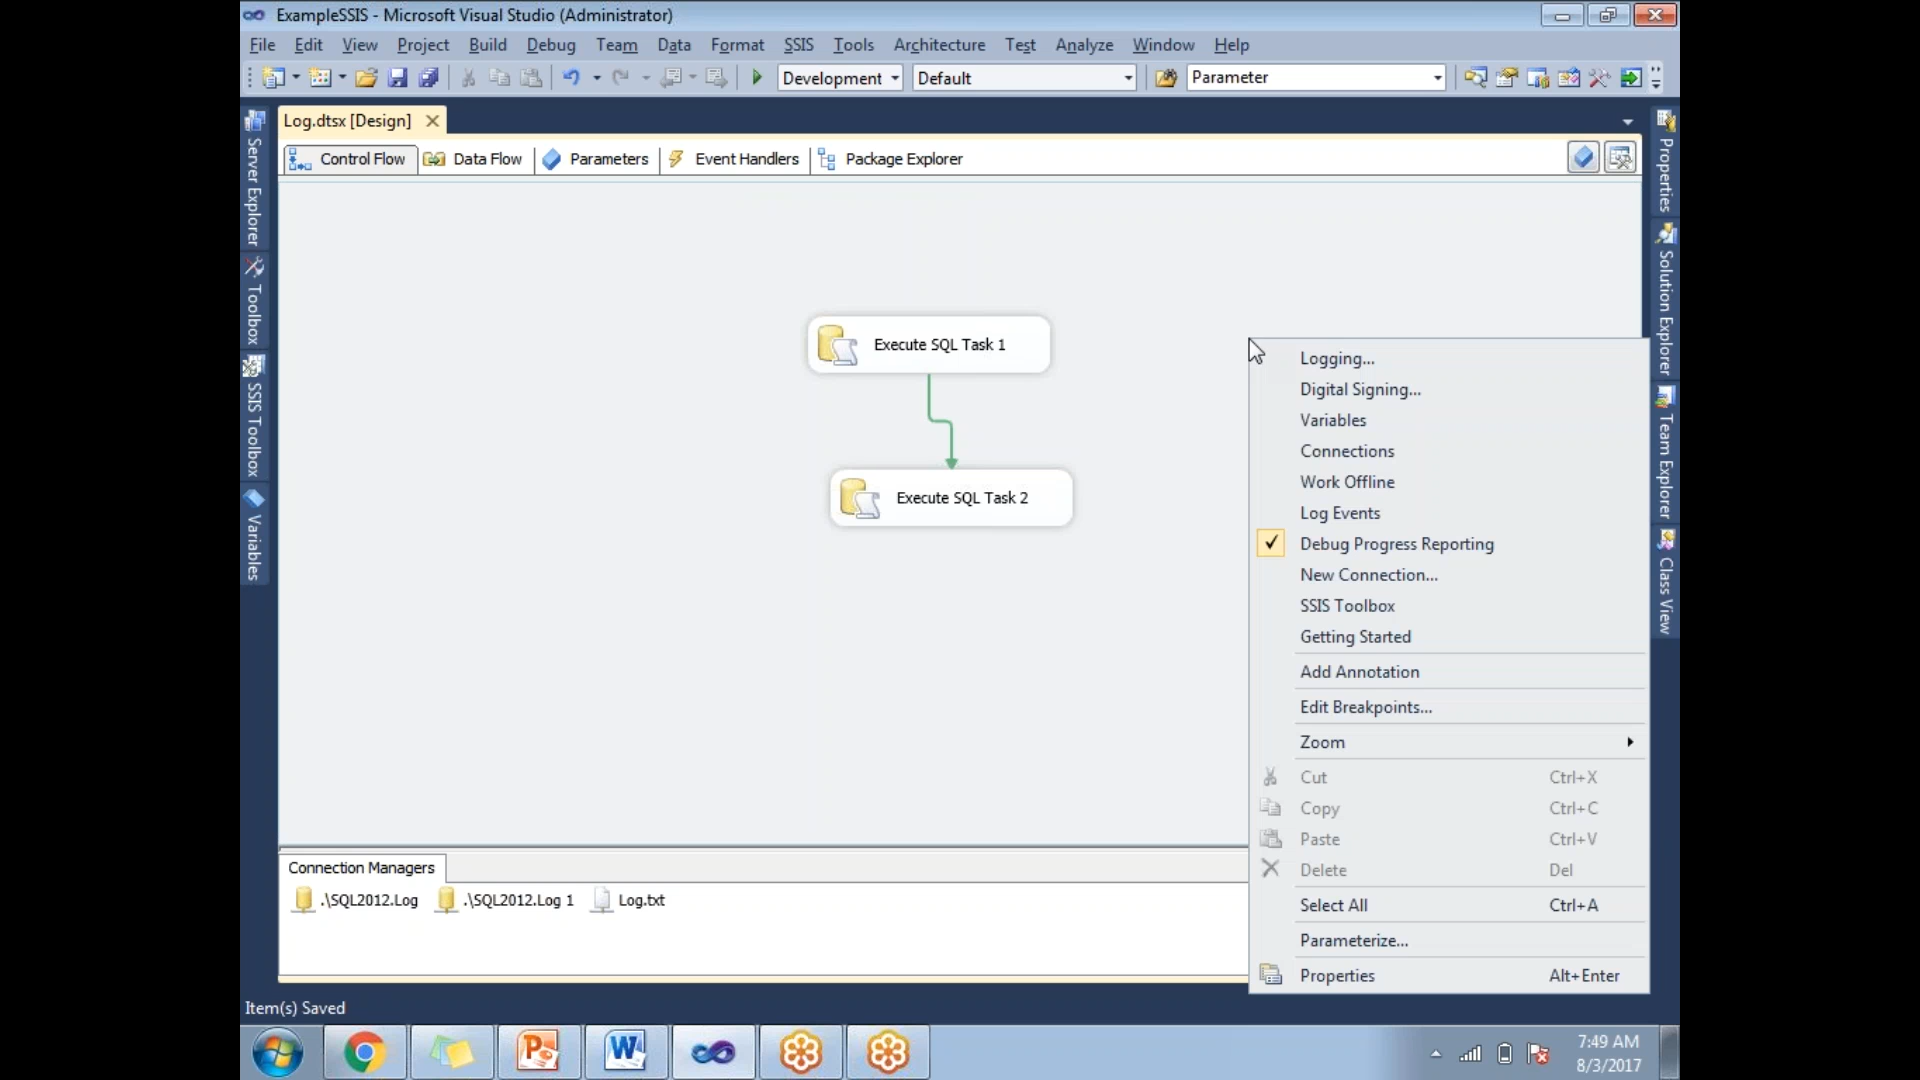 ExampleSSIS - Microsoft Visual Studio (Administrator)
File Edit View Project Build Debug Team Data Format SSIS Tools Architecture Test Analyze Window Help
Development Default Parameter
Log.dtsx [Design]
Control Flow Data Flow Parameters Event Handlers Package Explorer
Server Explorer
Toolbox
SSIS Toolbox
Variables
Execute SQL Task 1
Execute SQL Task 2
Properties
Solution Explorer
Team Explorer
Class View
Logging...
Digital Signing...
Variables
Connections
Work Offline
Log Events
Debug Progress Reporting
New Connection...
SSIS Toolbox
Getting Started
Add Annotation
Edit Breakpoints...
Zoom
Cut Ctrl+X
Copy Ctrl+C
Paste Ctrl+V
Delete Del
Select All Ctrl+A
Parameterize...
Properties Alt+Enter
Connection Managers
.\SQL2012.Log .\SQL2012.Log 1 Log.txt
Item(s) Saved
7:49 AM
8/3/2017